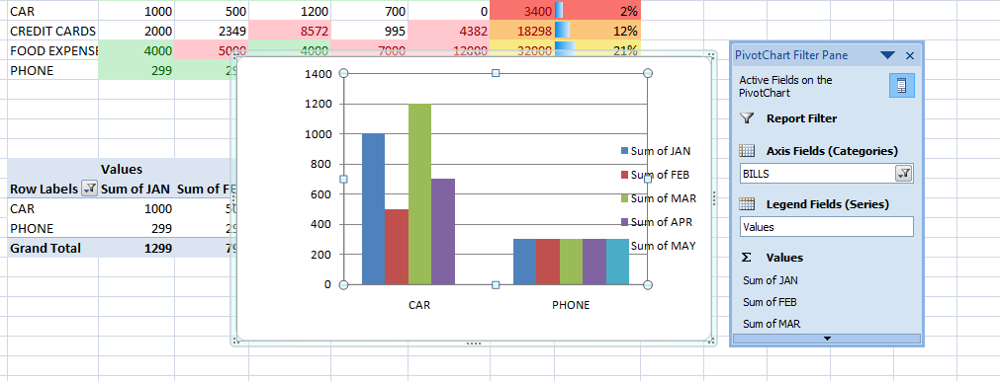 CAR 1000 500 1200 700 0 3400 2%
CREDIT CARDS 2000 2349 8572 995 4382 18298 12%
FOOD EXPENSE 4000 5000 4000 7000 12000 32000 21%
PHONE 299
Values
Row Labels Sum of JAN Sum of FE
CAR 1000
PHONE 299
Grand Total 1299
1400
1200
1000
800
600
400
200
0
CAR PHONE
Sum of JAN
Sum of FEB
Sum of MAR
Sum of APR
Sum of MAY
PivotChart Filter Pane
Active Fields on the
PivotChart
Report Filter
Axis Fields (Categories)
BILLS
Legend Fields (Series)
Values
Σ Values
Sum of JAN
Sum of FEB
Sum of MAR